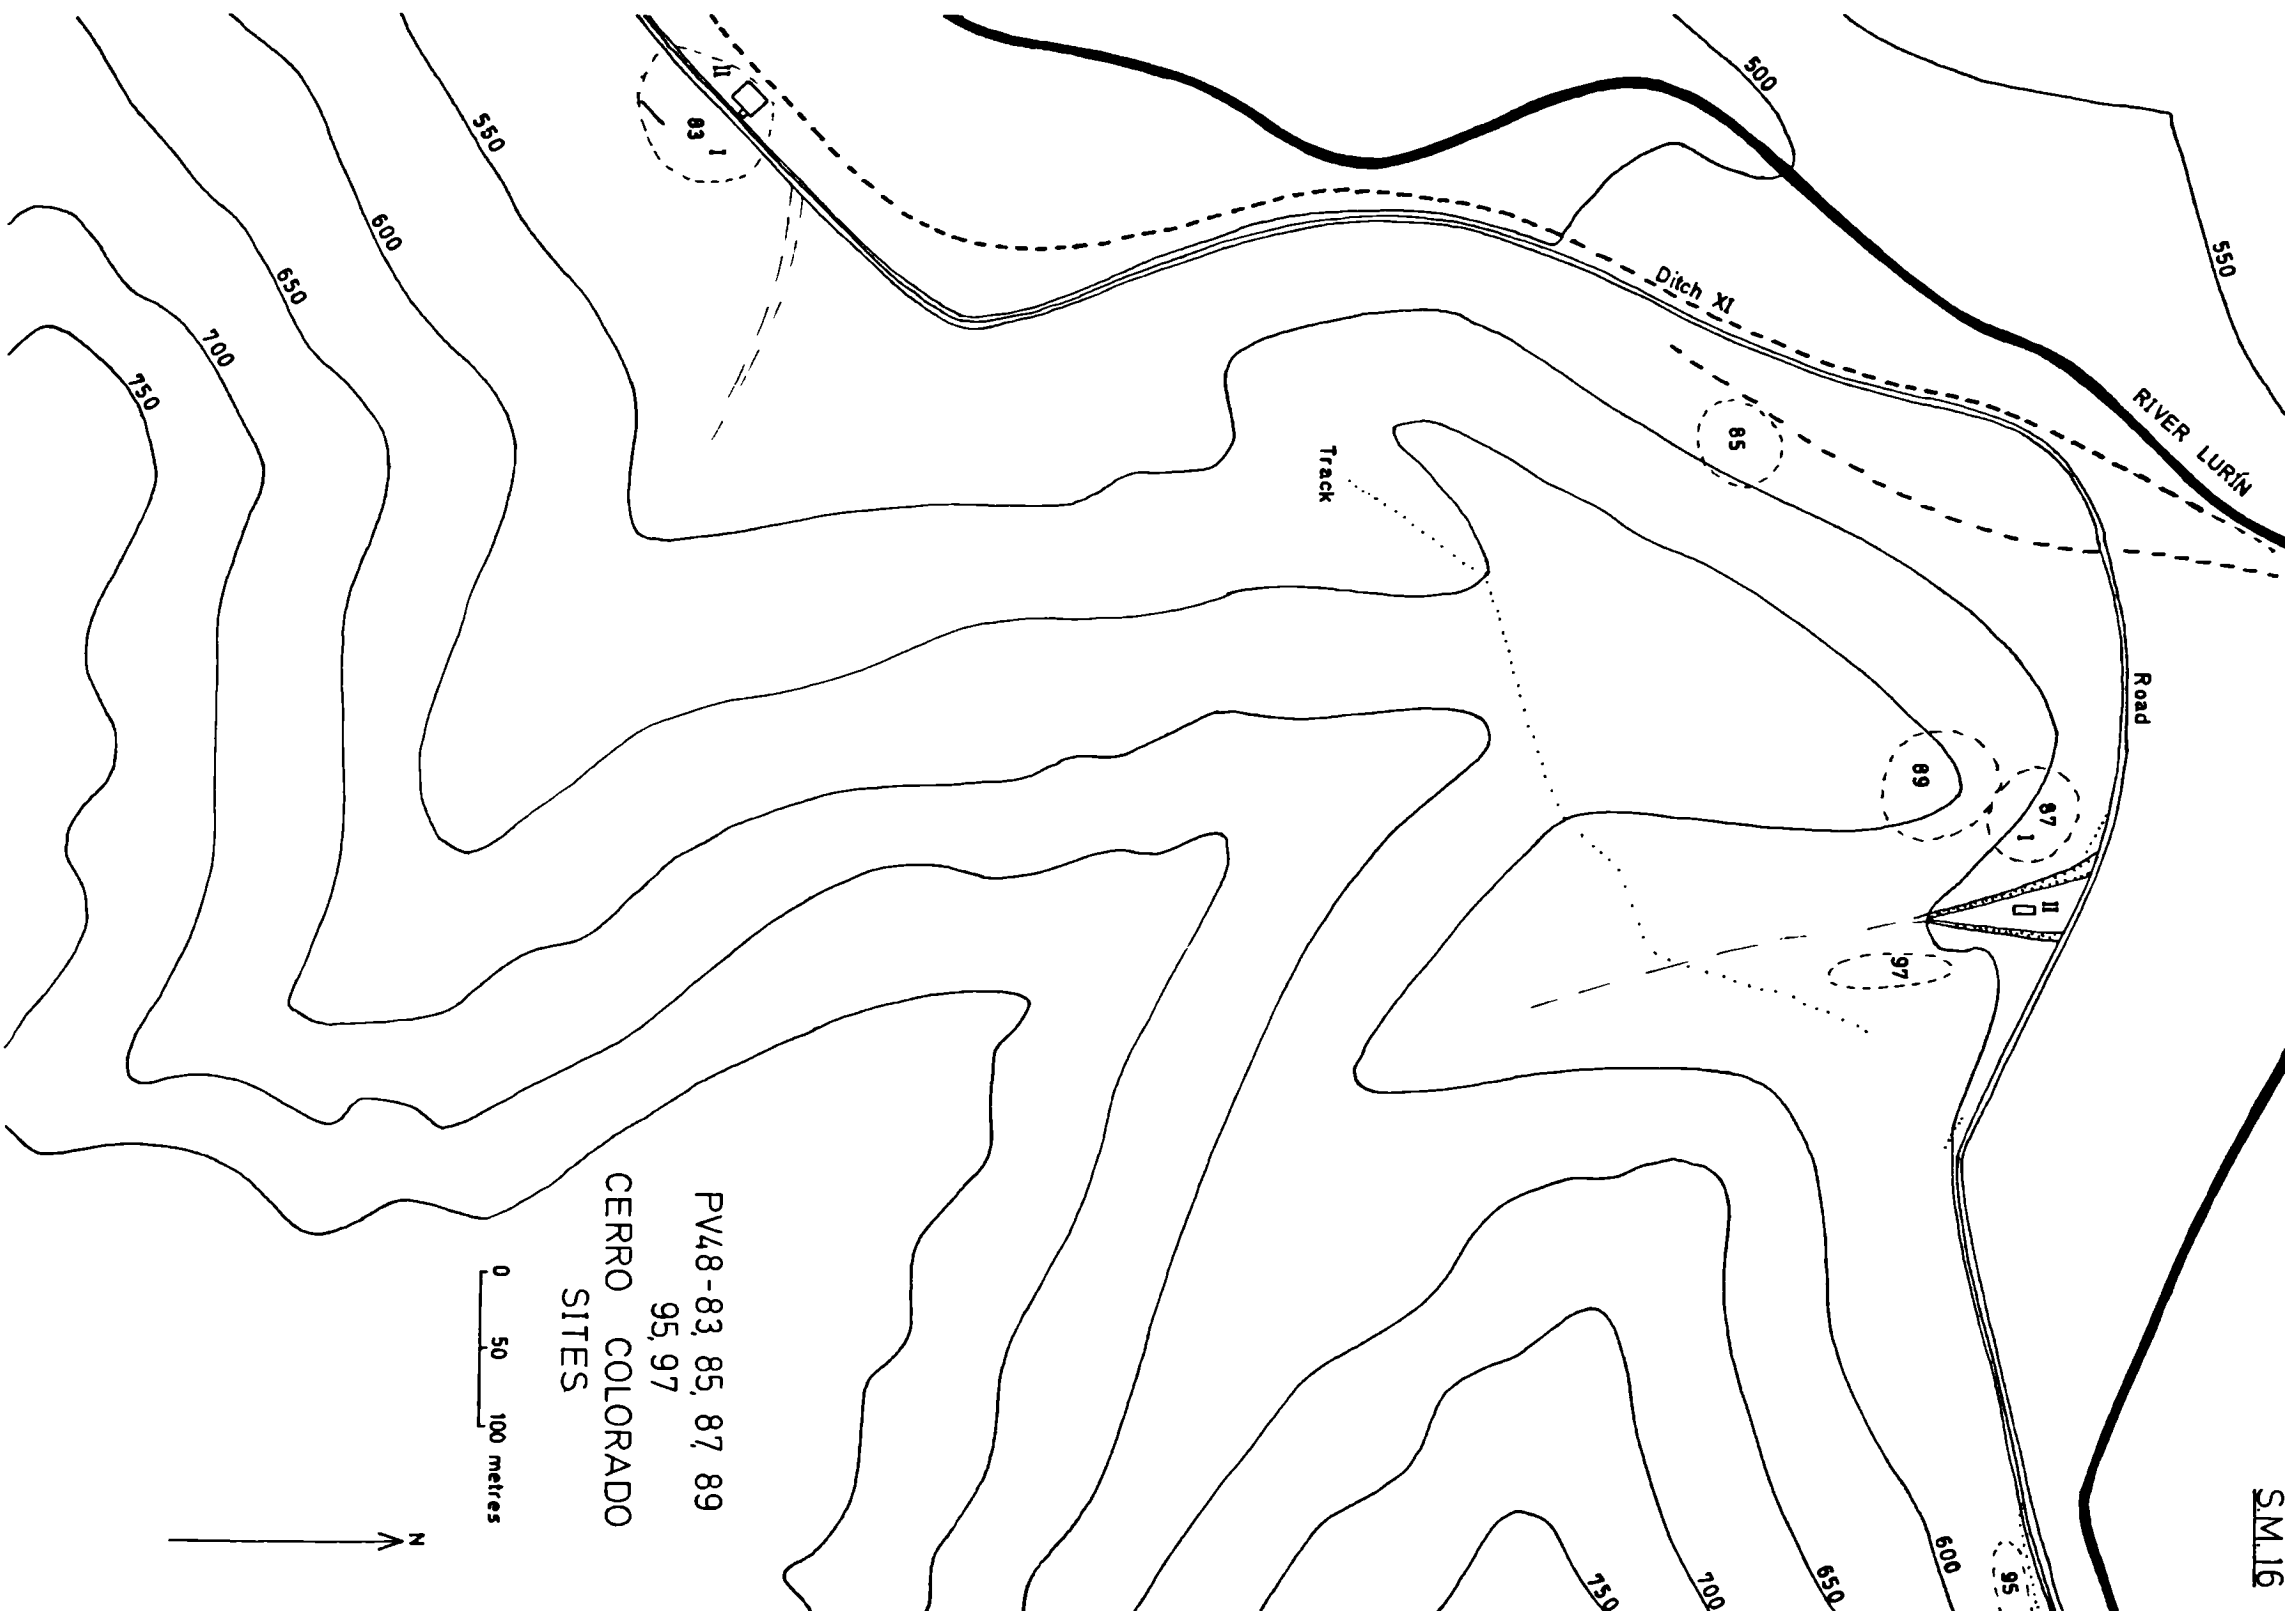 S.M.16
RIVER LURÍN
Road
Ditch XI
Track
500
550
550
600
650
700
750
600
650
700
750
83
I
II
85
87
I
II
89
97
95
PV48-83, 85, 87, 89
95, 97
CERRO COLORADO
SITES
0 50 100 metres
N